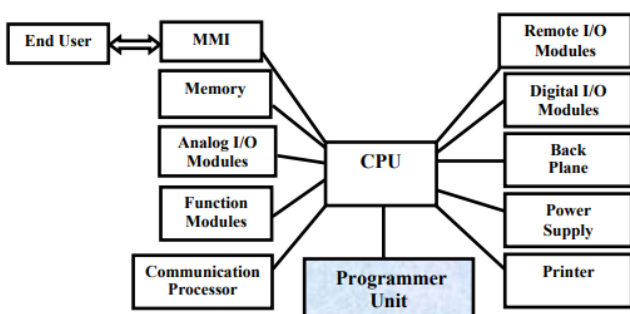 End User
MMI
Memory
Analog I/O
Modules
Function
Modules
Communication
Processor
CPU
Programmer
Unit
Remote I/O
Modules
Digital I/O
Modules
Back
Plane
Power
Supply
Printer